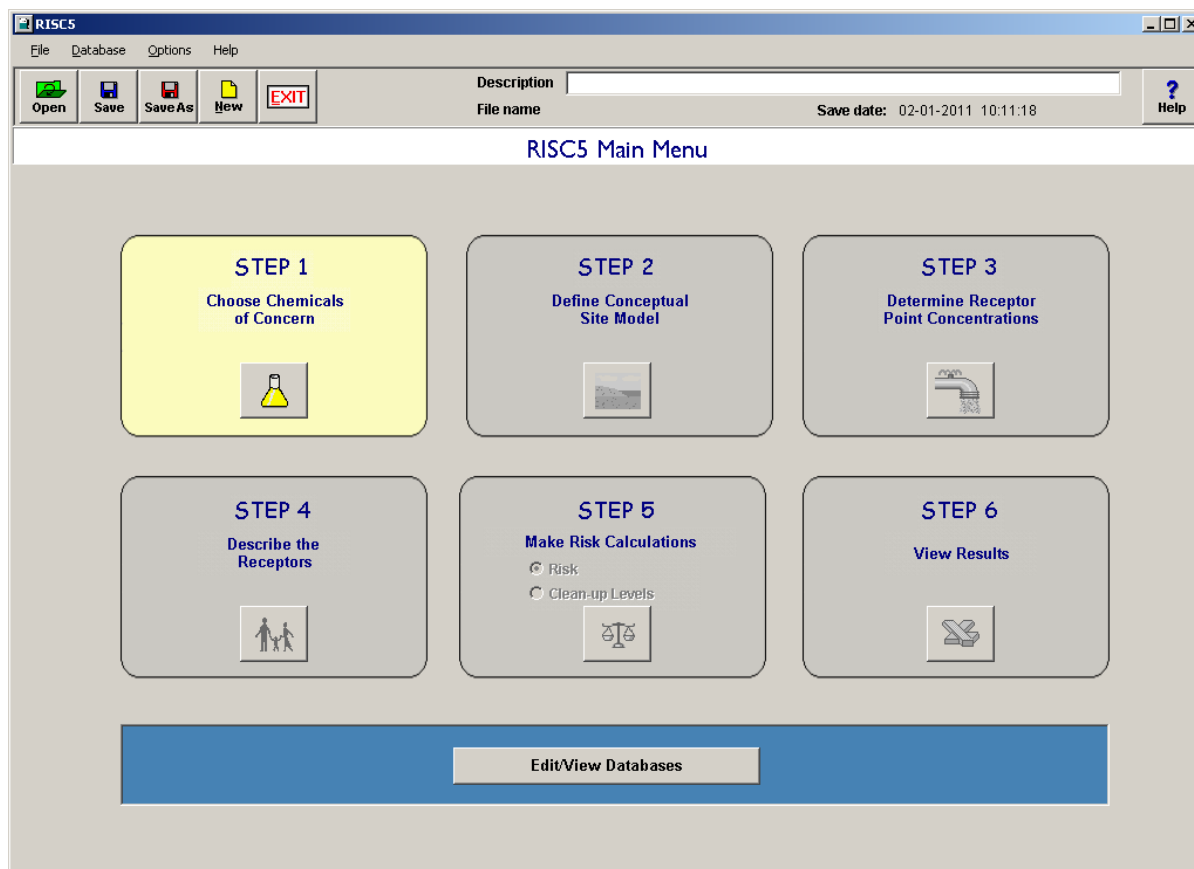 RISC5
File Database Options Help
Open Save Save As New EXIT
Description
File name Save date: 02-01-2011 10:11:18
? Help
RISC5 Main Menu
STEP 1
Choose Chemicals
of Concern
STEP 2
Define Conceptual
Site Model
STEP 3
Determine Receptor
Point Concentrations
STEP 4
Describe the
Receptors
STEP 5
Make Risk Calculations
Risk
Clean-up Levels
STEP 6
View Results
Edit/View Databases